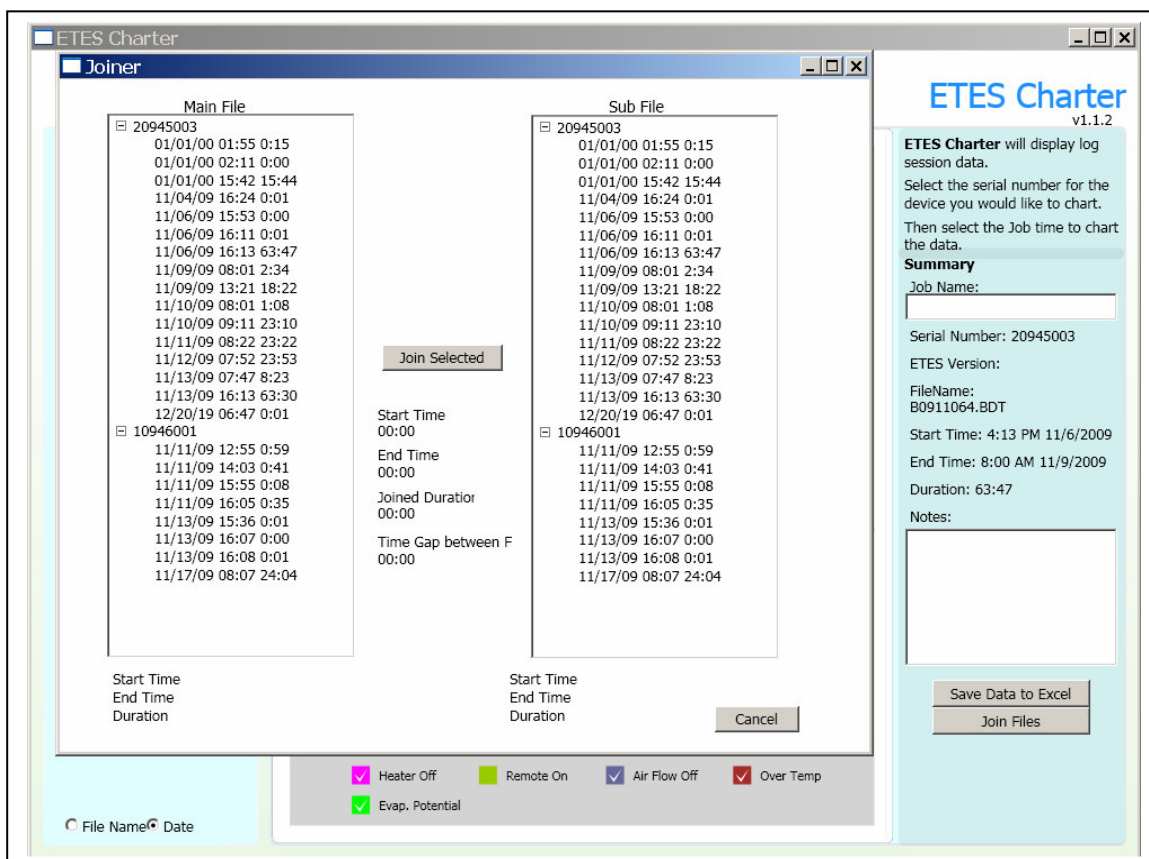 ETES Charter
Joiner
Main File
20945003
01/01/00 01:55 0:15
01/01/00 02:11 0:00
01/01/00 15:42 15:44
11/04/09 16:24 0:01
11/06/09 15:53 0:00
11/06/09 16:11 0:01
11/06/09 16:13 63:47
11/09/09 08:01 2:34
11/09/09 13:21 18:22
11/10/09 08:01 1:08
11/10/09 09:11 23:10
11/11/09 08:22 23:22
11/12/09 07:52 23:53
11/13/09 07:47 8:23
11/13/09 16:13 63:30
12/20/19 06:47 0:01
10946001
11/11/09 12:55 0:59
11/11/09 14:03 0:41
11/11/09 15:55 0:08
11/11/09 16:05 0:35
11/13/09 15:36 0:01
11/13/09 16:07 0:00
11/13/09 16:08 0:01
11/17/09 08:07 24:04
Start Time
End Time
Duration
Join Selected
Start Time
00:00
End Time
00:00
Joined Duration
00:00
Time Gap between F
00:00
Sub File
20945003
01/01/00 01:55 0:15
01/01/00 02:11 0:00
01/01/00 15:42 15:44
11/04/09 16:24 0:01
11/06/09 15:53 0:00
11/06/09 16:11 0:01
11/06/09 16:13 63:47
11/09/09 08:01 2:34
11/09/09 13:21 18:22
11/10/09 08:01 1:08
11/10/09 09:11 23:10
11/11/09 08:22 23:22
11/12/09 07:52 23:53
11/13/09 07:47 8:23
11/13/09 16:13 63:30
12/20/19 06:47 0:01
10946001
11/11/09 12:55 0:59
11/11/09 14:03 0:41
11/11/09 15:55 0:08
11/11/09 16:05 0:35
11/13/09 15:36 0:01
11/13/09 16:07 0:00
11/13/09 16:08 0:01
11/17/09 08:07 24:04
Start Time
End Time
Duration
Cancel
ETES Charter
v1.1.2
ETES Charter will display log
session data.
Select the serial number for the
device you would like to chart.
Then select the Job time to chart
the data.
Summary
Job Name:
Serial Number: 20945003
ETES Version:
FileName:
B0911064.BDT
Start Time: 4:13 PM 11/6/2009
End Time: 8:00 AM 11/9/2009
Duration: 63:47
Notes:
Save Data to Excel
Join Files
Heater Off Remote On Air Flow Off Over Temp
Evap. Potential
File Name Date